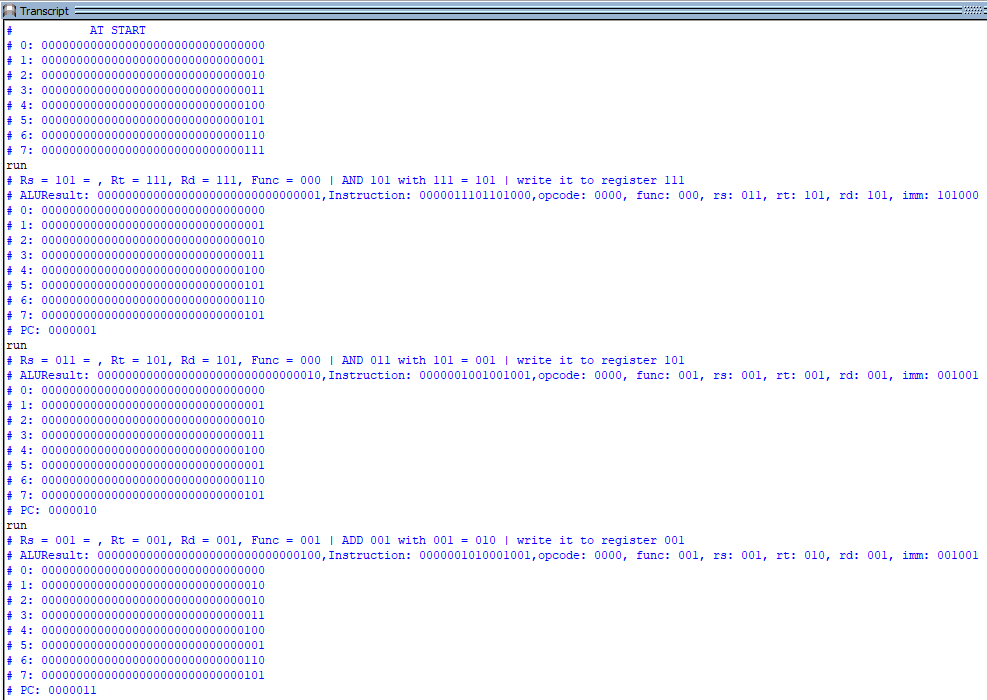 Transcript
# AT START
# 0: 00000000000000000000000000000000
# 1: 00000000000000000000000000000001
# 2: 00000000000000000000000000000010
# 3: 00000000000000000000000000000011
# 4: 00000000000000000000000000000100
# 5: 00000000000000000000000000000101
# 6: 00000000000000000000000000000110
# 7: 00000000000000000000000000000111
run
# Rs = 101 = , Rt = 111, Rd = 111, Func = 000 | AND 101 with 111 = 101 | write it to register 111
# ALUResult: 00000000000000000000000000000001,Instruction: 0000011101101000,opcode: 0000, func: 000, rs: 011, rt: 101, rd: 101, imm: 101000
# 0: 00000000000000000000000000000000
# 1: 00000000000000000000000000000001
# 2: 00000000000000000000000000000010
# 3: 00000000000000000000000000000011
# 4: 00000000000000000000000000000100
# 5: 00000000000000000000000000000101
# 6: 00000000000000000000000000000110
# 7: 00000000000000000000000000000101
# PC: 0000001
run
# Rs = 011 = , Rt = 101, Rd = 101, Func = 000 | AND 011 with 101 = 001 | write it to register 101
# ALUResult: 00000000000000000000000000000010,Instruction: 0000001001001001,opcode: 0000, func: 001, rs: 001, rt: 001, rd: 001, imm: 001001
# 0: 00000000000000000000000000000000
# 1: 00000000000000000000000000000001
# 2: 00000000000000000000000000000010
# 3: 00000000000000000000000000000011
# 4: 00000000000000000000000000000100
# 5: 00000000000000000000000000000001
# 6: 00000000000000000000000000000110
# 7: 00000000000000000000000000000101
# PC: 0000010
run
# Rs = 001 = , Rt = 001, Rd = 001, Func = 001 | ADD 001 with 001 = 010 | write it to register 001
# ALUResult: 00000000000000000000000000000100,Instruction: 0000001010001001,opcode: 0000, func: 001, rs: 001, rt: 010, rd: 001, imm: 001001
# 0: 00000000000000000000000000000000
# 1: 00000000000000000000000000000010
# 2: 00000000000000000000000000000010
# 3: 00000000000000000000000000000011
# 4: 00000000000000000000000000000100
# 5: 00000000000000000000000000000001
# 6: 00000000000000000000000000000110
# 7: 00000000000000000000000000000101
# PC: 0000011